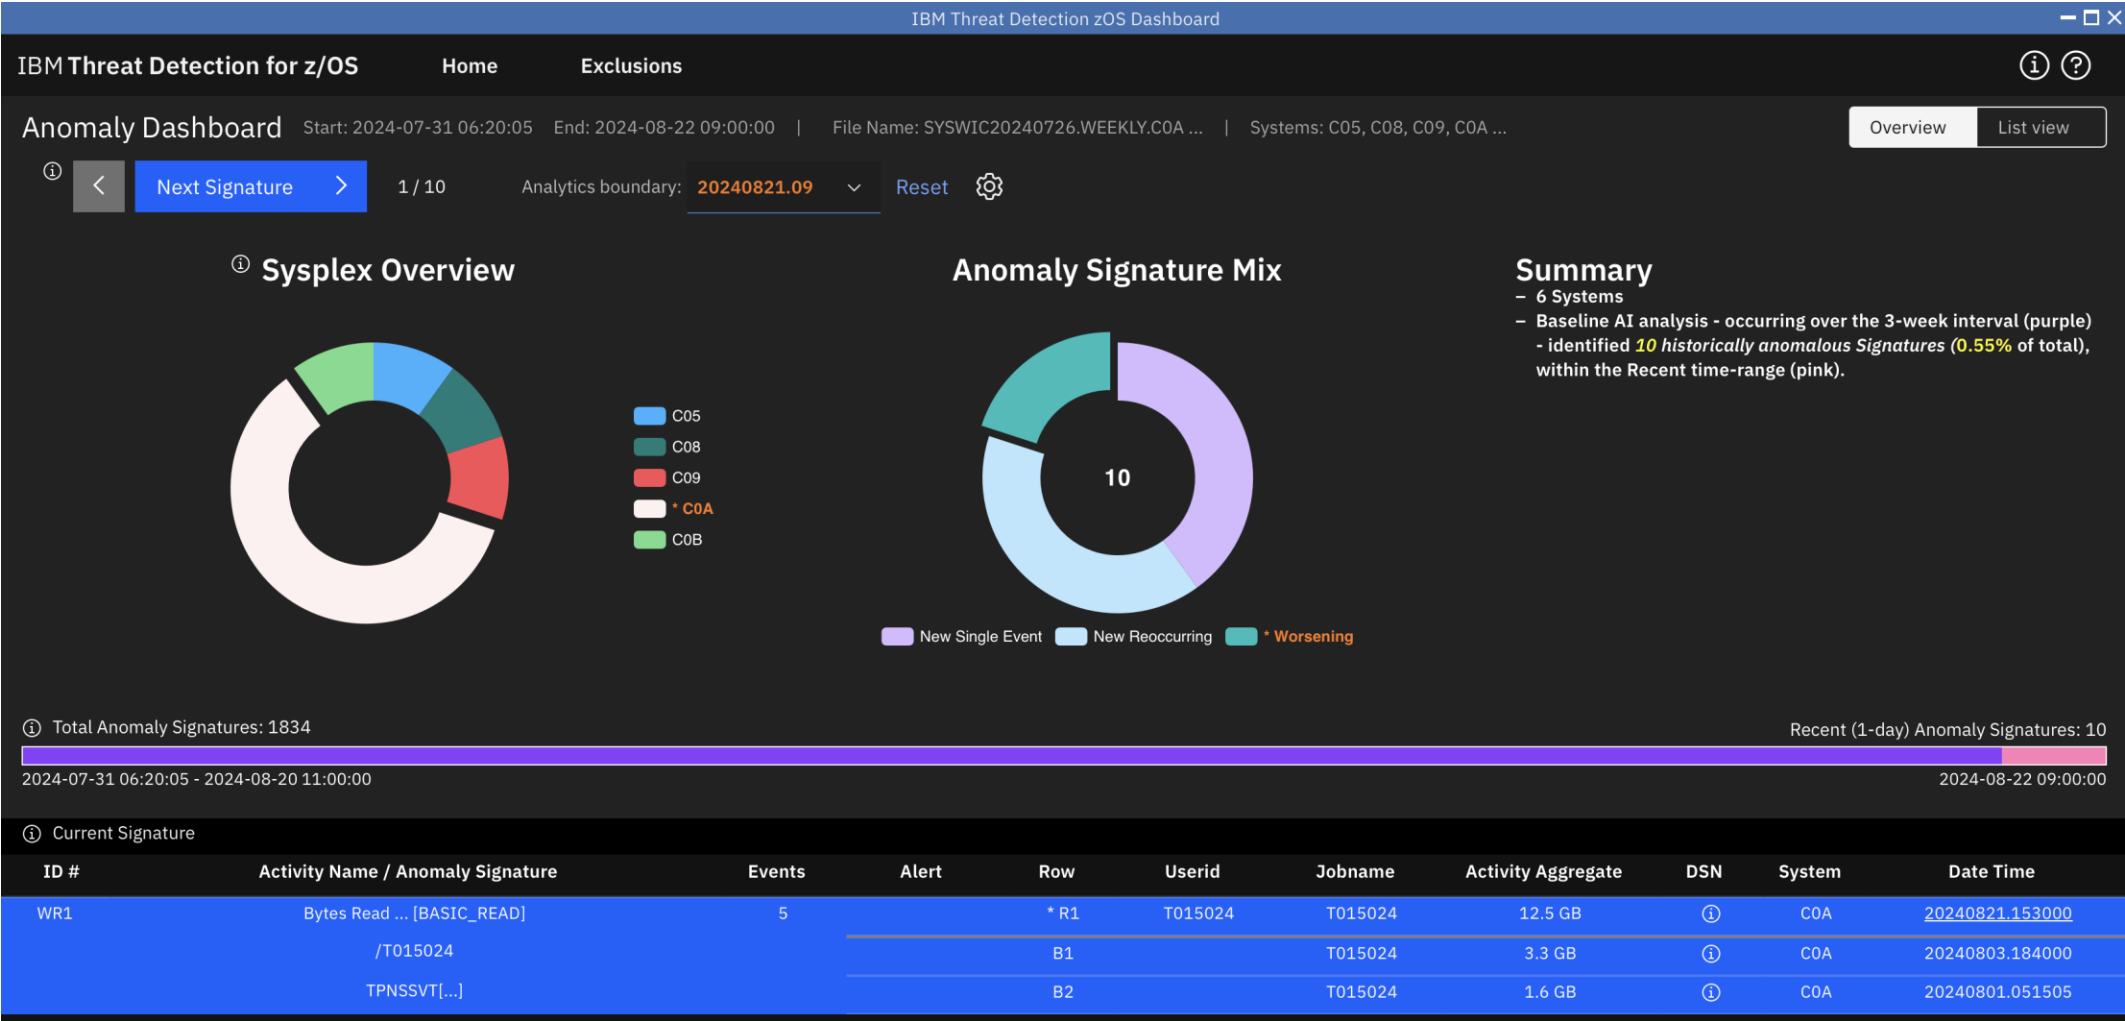 IBM Threat Detection zOS Dashboard
IBM Threat Detection for z/OS Home Exclusions
Anomaly Dashboard Start: 2024-07-31 06:20:05 End: 2024-08-22 09:00:00 | File Name: SYSWIC20240726.WEEKLY.C0A ... | Systems: C05, C08, C09, C0A ... Overview List view
Next Signature 1 / 10 Analytics boundary: 20240821.09 Reset
Sysplex Overview
C05
C08
C09
* C0A
C0B
Anomaly Signature Mix
10
New Single Event New Reoccurring * Worsening
Summary
– 6 Systems
– Baseline AI analysis - occurring over the 3-week interval (purple)
- identified 10 historically anomalous Signatures (0.55% of total),
within the Recent time-range (pink).
Total Anomaly Signatures: 1834 Recent (1-day) Anomaly Signatures: 10
2024-07-31 06:20:05 - 2024-08-20 11:00:00 2024-08-22 09:00:00
Current Signature
ID # Activity Name / Anomaly Signature Events Alert Row Userid Jobname Activity Aggregate DSN System Date Time
WR1 Bytes Read ... [BASIC_READ] 5 * R1 T015024 T015024 12.5 GB C0A 20240821.153000
/T015024 B1 T015024 3.3 GB C0A 20240803.184000
TPNSSVT[...] B2 T015024 1.6 GB C0A 20240801.051505